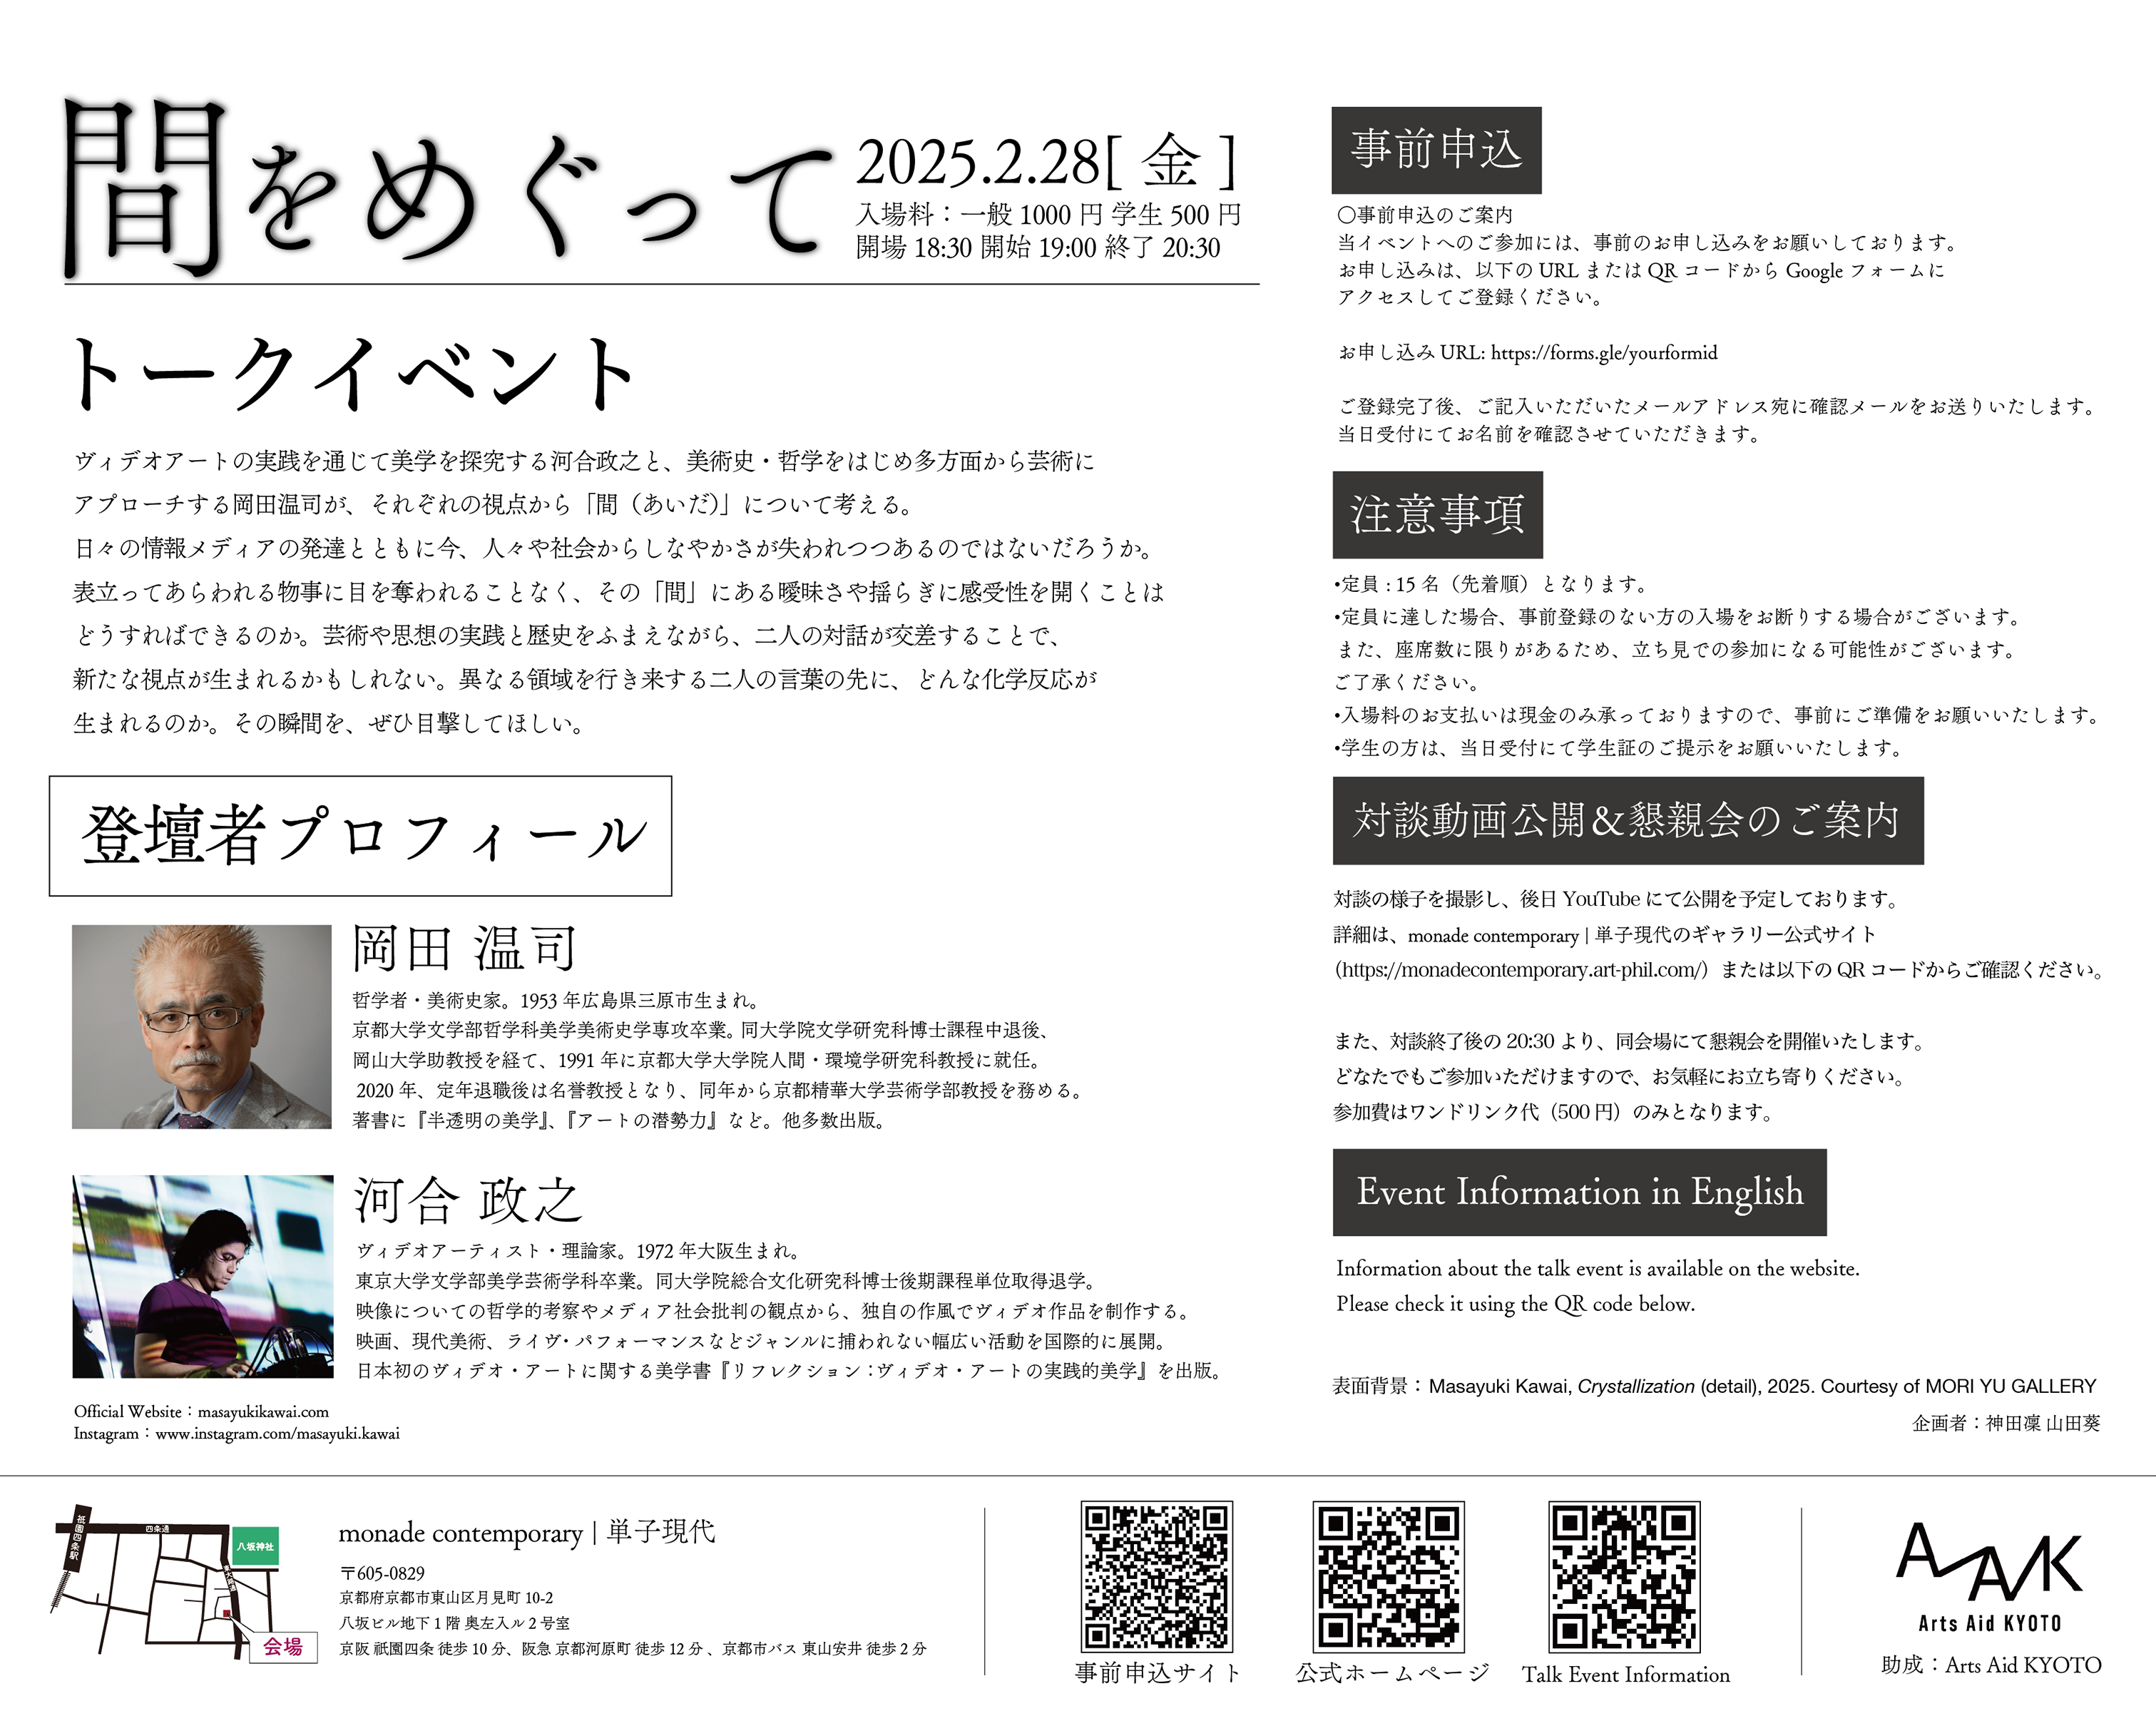 間をめぐって
2025.2.28[ 金 ]
入場料：一般 1000 円 学生 500 円
開場 18:30 開始 19:00 終了 20:30
トークイベント
ヴィデオアートの実践を通じて美学を探究する河合政之と、美術史・哲学をはじめ多方面から芸術に
アプローチする岡田温司が、それぞれの視点から「間（あいだ）」について考える。
日々の情報メディアの発達とともに今、人々や社会からしなやかさが失われつつあるのではないだろうか。
表立ってあらわれる物事に目を奪われることなく、その「間」にある曖昧さや揺らぎに感受性を開くことは
どうすればできるのか。芸術や思想の実践と歴史をふまえながら、二人の対話が交差することで、
新たな視点が生まれるかもしれない。異なる領域を行き来する二人の言葉の先に、どんな化学反応が
生まれるのか。その瞬間を、ぜひ目撃してほしい。
登壇者プロフィール
岡田 温司
哲学者・美術史家。1953 年広島県三原市生まれ。
京都大学文学部哲学科美学美術史学専攻卒業。同大学院文学研究科博士課程中退後、
岡山大学助教授を経て、1991 年に京都大学大学院人間・環境学研究科教授に就任。
2020 年、定年退職後は名誉教授となり、同年から京都精華大学芸術学部教授を務める。
著書に『半透明の美学』、『アートの潜勢力』など。他多数出版。
河合 政之
ヴィデオアーティスト・理論家。1972 年大阪生まれ。
東京大学文学部美学芸術学科卒業。同大学院総合文化研究科博士後期課程単位取得退学。
映像についての哲学的考察やメディア社会批判の観点から、独自の作風でヴィデオ作品を制作する。
映画、現代美術、ライヴ・パフォーマンスなどジャンルに捕われない幅広い活動を国際的に展開。
日本初のヴィデオ・アートに関する美学書『リフレクション：ヴィデオ・アートの実践的美学』を出版。
Official Website：masayukikawai.com
Instagram：www.instagram.com/masayuki.kawai
事前申込
〇事前申込のご案内
当イベントへのご参加には、事前のお申し込みをお願いしております。
お申し込みは、以下の URL または QR コードから Google フォームに
アクセスしてご登録ください。
お申し込み URL: https://forms.gle/yourformid
ご登録完了後、ご記入いただいたメールアドレス宛に確認メールをお送りいたします。
当日受付にてお名前を確認させていただきます。
注意事項
•定員 : 15 名（先着順）となります。
•定員に達した場合、事前登録のない方の入場をお断りする場合がございます。
また、座席数に限りがあるため、立ち見での参加になる可能性がございます。
ご了承ください。
•入場料のお支払いは現金のみ承っておりますので、事前にご準備をお願いいたします。
•学生の方は、当日受付にて学生証のご提示をお願いいたします。
対談動画公開＆懇親会のご案内
対談の様子を撮影し、後日 YouTube にて公開を予定しております。
詳細は、monade contemporary | 単子現代のギャラリー公式サイト
（https://monadecontemporary.art-phil.com/）または以下の QR コードからご確認ください。
また、対談終了後の 20:30 より、同会場にて懇親会を開催いたします。
どなたでもご参加いただけますので、お気軽にお立ち寄りください。
参加費はワンドリンク代（500 円）のみとなります。
Event Information in English
Information about the talk event is available on the website.
Please check it using the QR code below.
表面背景：Masayuki Kawai, Crystallization (detail), 2025. Courtesy of MORI YU GALLERY
企画者：神田凜 山田葵
祇園四条駅
四条通
八坂神社
会場
monade contemporary | 単子現代
〒605-0829
京都府京都市東山区月見町 10-2
八坂ビル地下 1 階 奥左入ル 2 号室
京阪 祇園四条 徒歩 10 分、阪急 京都河原町 徒歩 12 分 、京都市バス 東山安井 徒歩 2 分
事前申込サイト
公式ホームページ
Talk Event Information
AAK
Arts Aid KYOTO
助成：Arts Aid KYOTO